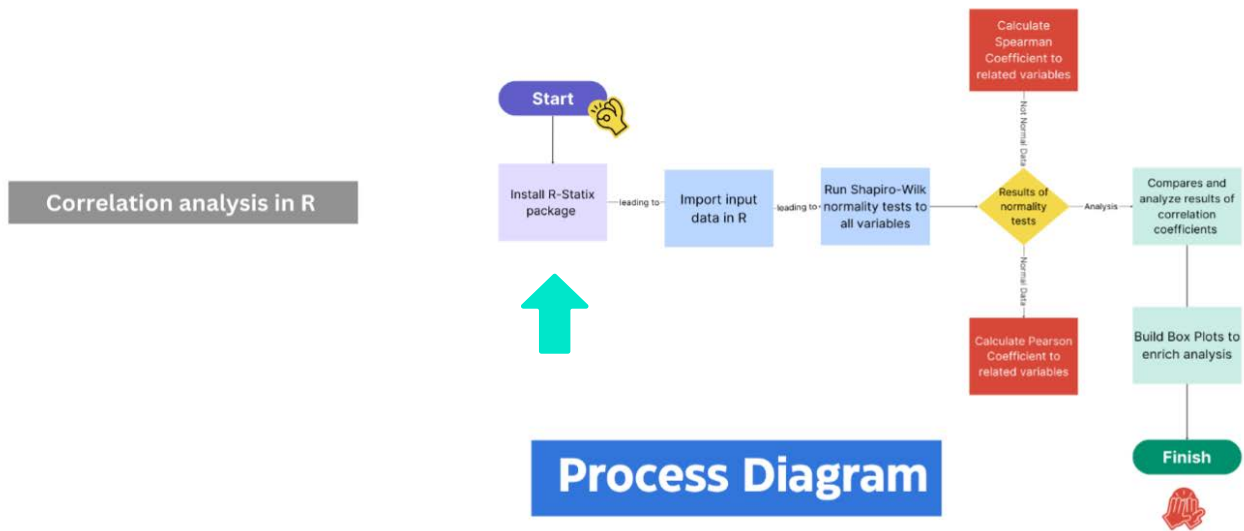 Correlation analysis in R
Start
Install R-Statix
package
leading to
Import input
data in R
leading to
Run Shapiro-Wilk
normality tests to
all variables
Calculate
Spearman
Coefficient to
related variables
Not Normal Data
Results of
normality
tests
Normal Data
Calculate Pearson
Coefficient to
related variables
Analysis
Compares and
analyze results of
correlation
coefficients
Build Box Plots to
enrich analysis
Finish
Process Diagram